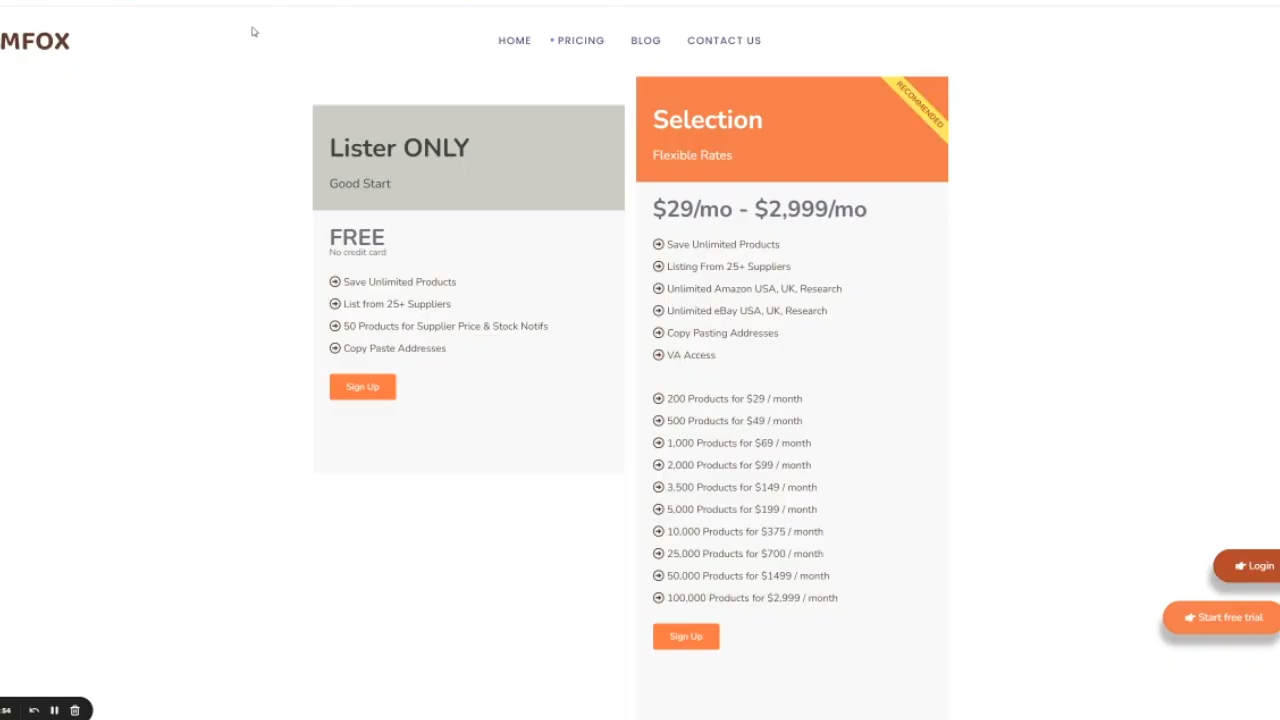 MFOX
HOME
PRICING
BLOG
CONTACT US
Lister ONLY
Good Start
FREE
No credit card
Save Unlimited Products
List from 25+ Suppliers
50 Products for Supplier Price & Stock Notifs
Copy Paste Addresses
Sign Up
RECOMMENDED
Selection
Flexible Rates
$29/mo - $2,999/mo
Save Unlimited Products
Listing From 25+ Suppliers
Unlimited Amazon USA, UK, Research
Unlimited eBay USA, UK, Research
Copy Pasting Addresses
VA Access
200 Products for $29 / month
500 Products for $49 / month
1,000 Products for $69 / month
2,000 Products for $99 / month
3,500 Products for $149 / month
5,000 Products for $199 / month
10,000 Products for $375 / month
25,000 Products for $700 / month
50,000 Products for $1499 / month
100,000 Products for $2,999 / month
Sign Up
Login
Start free trial
:54